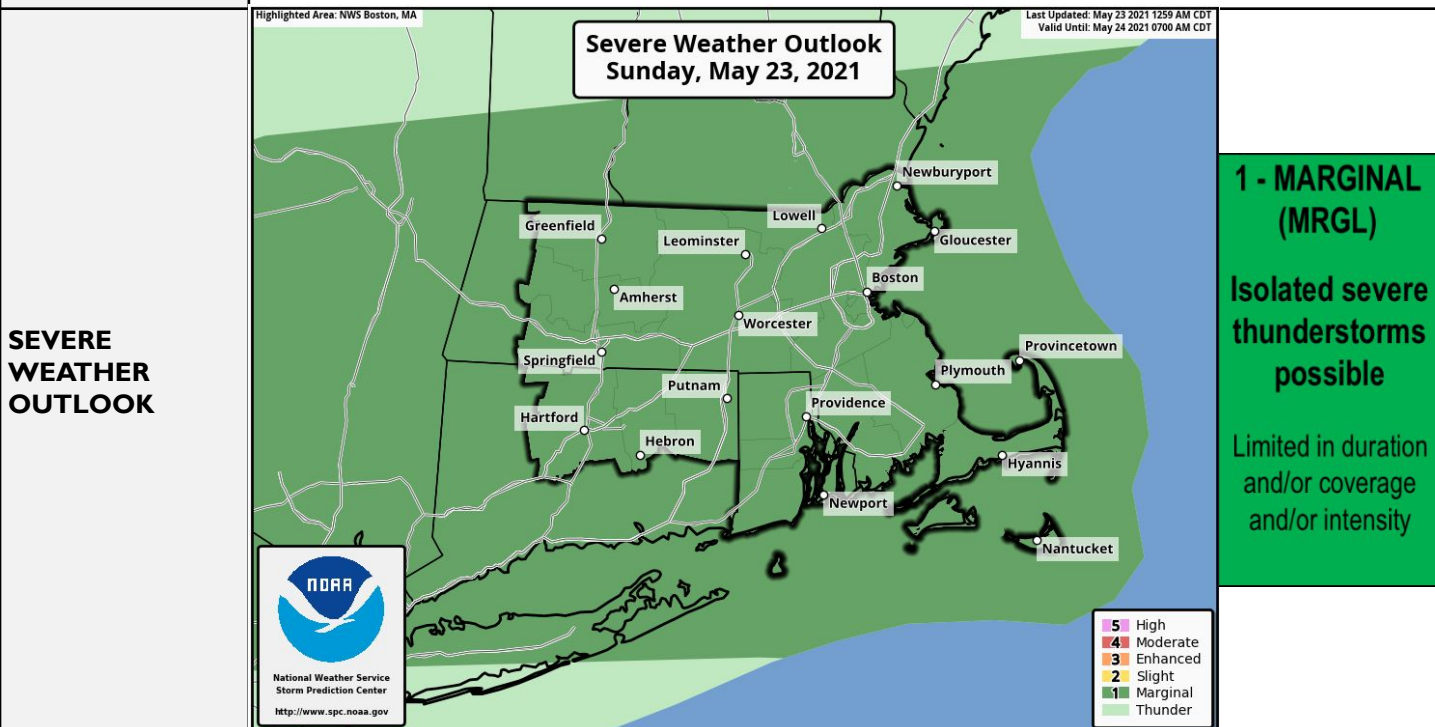 SEVERE
WEATHER
OUTLOOK
Highlighted Area: NWS Boston, MA
Last Updated: May 23 2021 1259 AM CDT
Valid Until: May 24 2021 0700 AM CDT
Severe Weather Outlook
Sunday, May 23, 2021
Newburyport
Lowell
Greenfield
Leominster
Gloucester
Boston
Amherst
Worcester
Provincetown
Springfield
Plymouth
Putnam
Providence
Hartford
Hebron
Hyannis
Newport
Nantucket
NOAA
National Weather Service
Storm Prediction Center
http://www.spc.noaa.gov
5 High
4 Moderate
3 Enhanced
2 Slight
1 Marginal
Thunder
1 - MARGINAL
(MRGL)
Isolated severe
thunderstorms
possible
Limited in duration
and/or coverage
and/or intensity